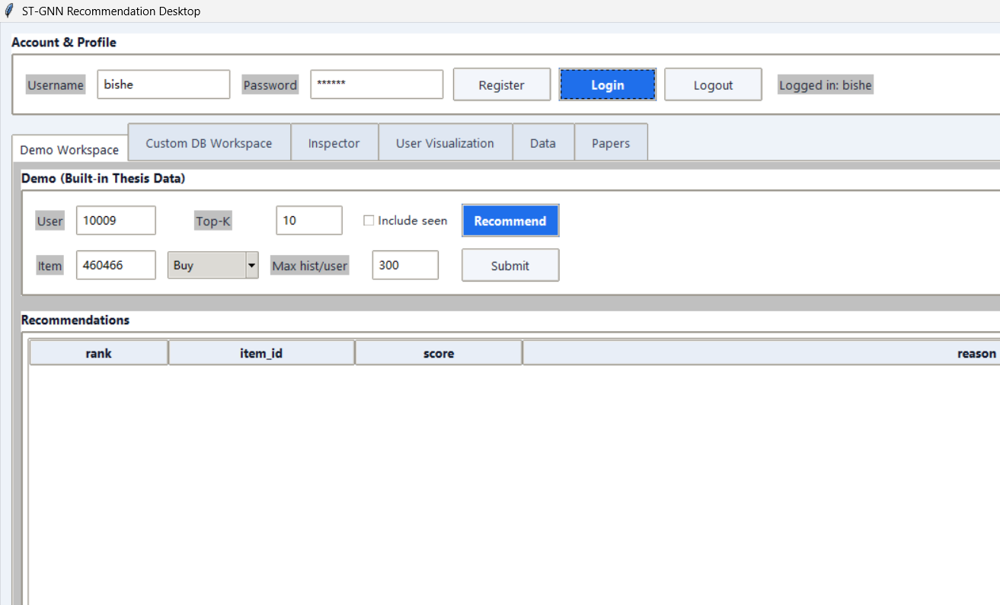 ST-GNN Recommendation Desktop
Account & Profile
Username bishe Password ****** Register Login Logout Logged in: bishe
Demo Workspace Custom DB Workspace Inspector User Visualization Data Papers
Demo (Built-in Thesis Data)
User 10009 Top-K 10 Include seen Recommend
Item 460466 Buy Max hist/user 300 Submit
Recommendations
rank item_id score reason